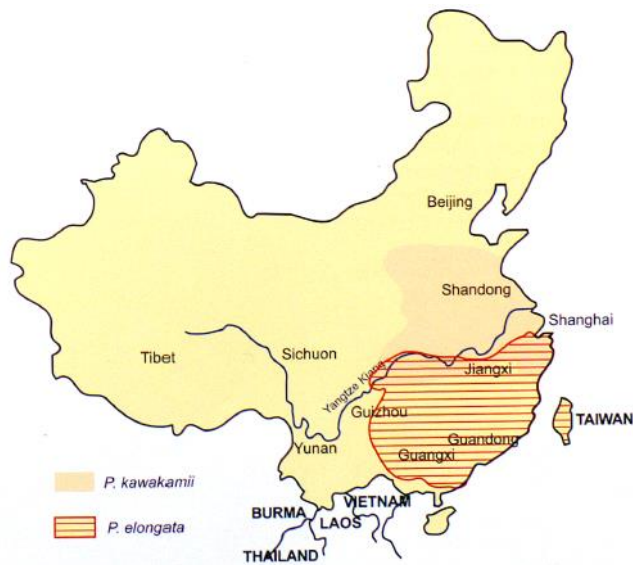 Beijing
Shandong
Shanghai
Tibet
Sichuon
Yangtze Kiang
Jiangxi
Guizhou
TAIWAN
Guandong
Guangxi
Yunan
P. kawakamii
VIETNAM
BURMA
LAOS
P. elongata
THAILAND